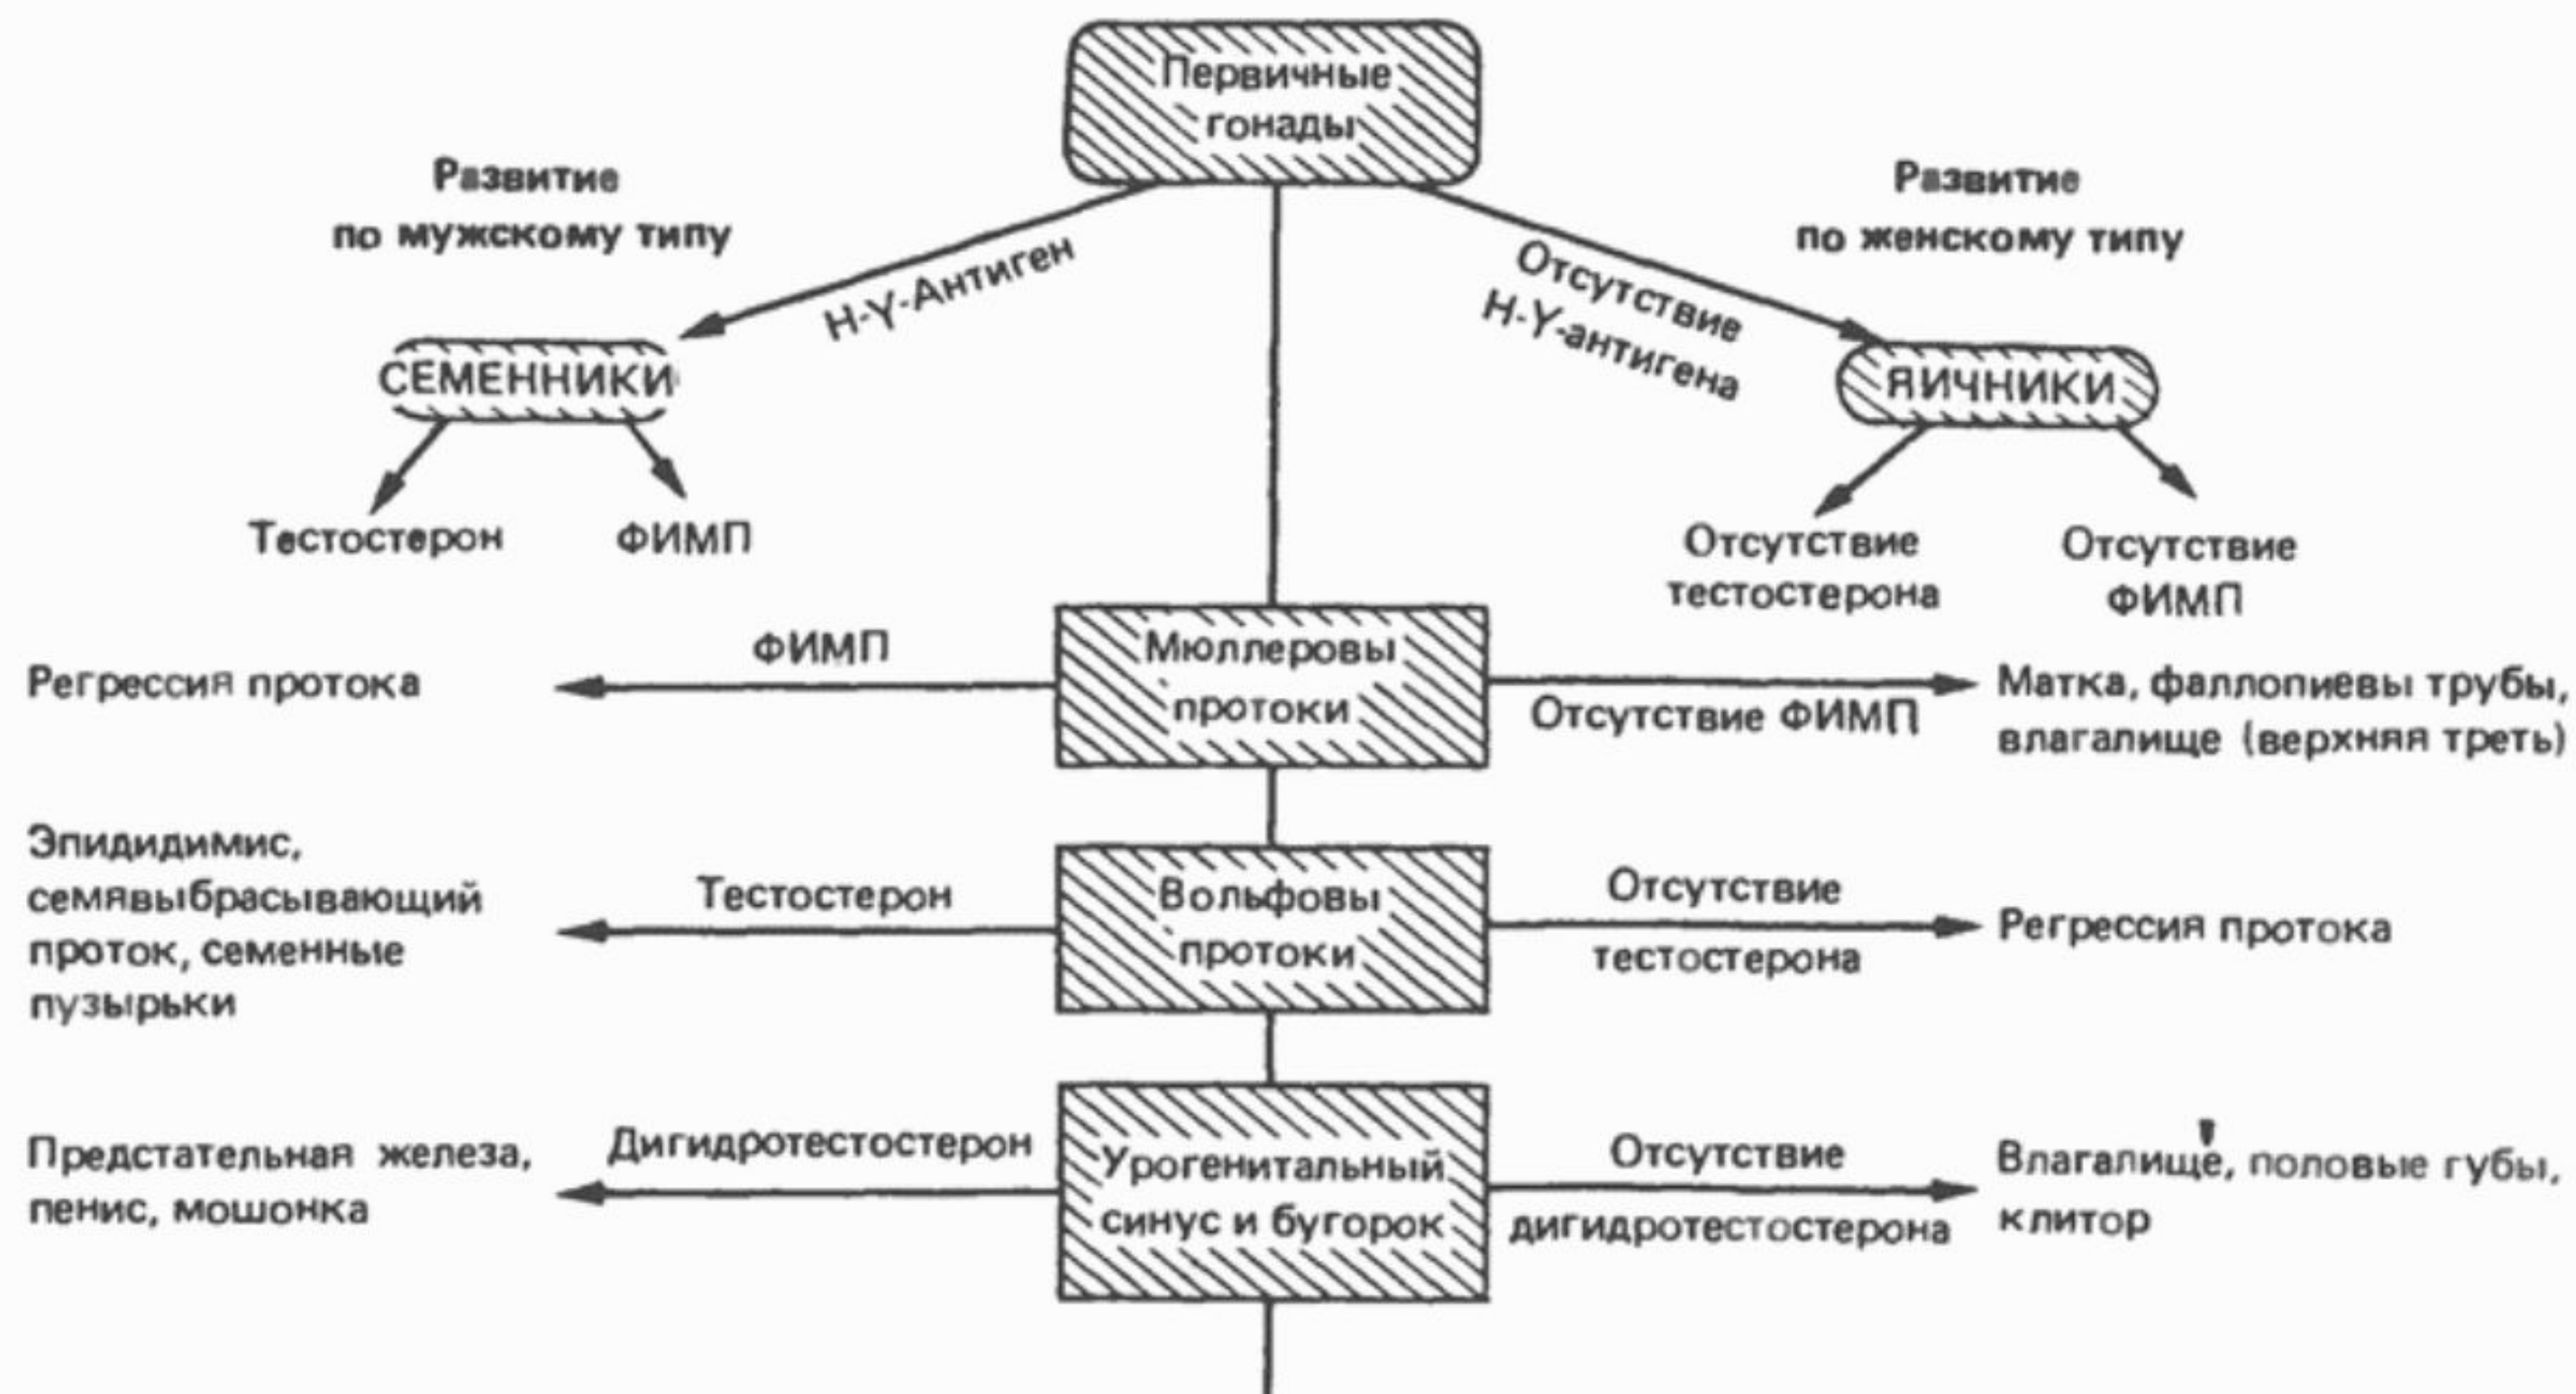 Первичные
гонады
Развитие
по мужскому типу
Развитие
по женскому типу
H-Y-Антиген
Отсутствие
H-Y-антигена
СЕМЕННИКИ
ЯИЧНИКИ
Тестостерон
ФИМП
Отсутствие
тестостерона
Отсутствие
ФИМП
Регрессия протока
ФИМП
Мюллеровы
протоки
Отсутствие ФИМП
Матка, фаллопиевы трубы,
влагалище (верхняя треть)
Эпидидимис,
семявыбрасывающий
проток, семенные
пузырьки
Тестостерон
Вольфовы
протоки
Отсутствие
тестостерона
Регрессия протока
Предстательная железа,
пенис, мошонка
Дигидротестостерон
Урогенитальный
синус и бугорок
Отсутствие
дигидротестостерона
Влагалище, половые губы,
клитор